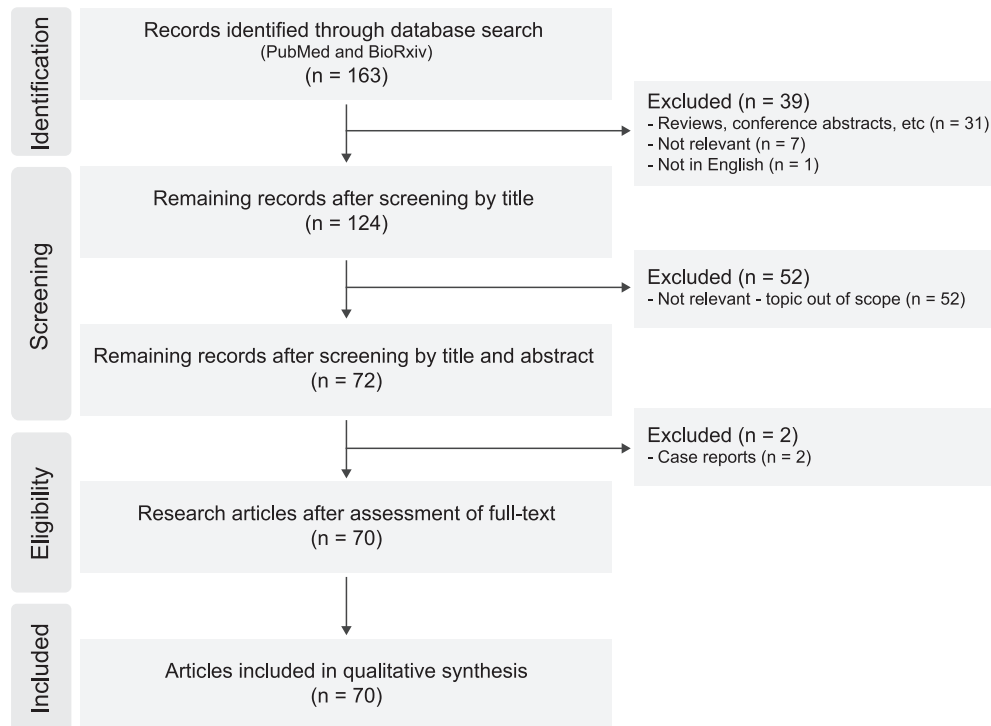 Identification
Records identified through database search
(PubMed and BioRxiv)
(n = 163)
Excluded (n = 39)
- Reviews, conference abstracts, etc (n = 31)
- Not relevant (n = 7)
- Not in English (n = 1)
Screening
Remaining records after screening by title
(n = 124)
Excluded (n = 52)
- Not relevant - topic out of scope (n = 52)
Remaining records after screening by title and abstract
(n = 72)
Excluded (n = 2)
- Case reports (n = 2)
Eligibility
Research articles after assessment of full-text
(n = 70)
Included
Articles included in qualitative synthesis
(n = 70)